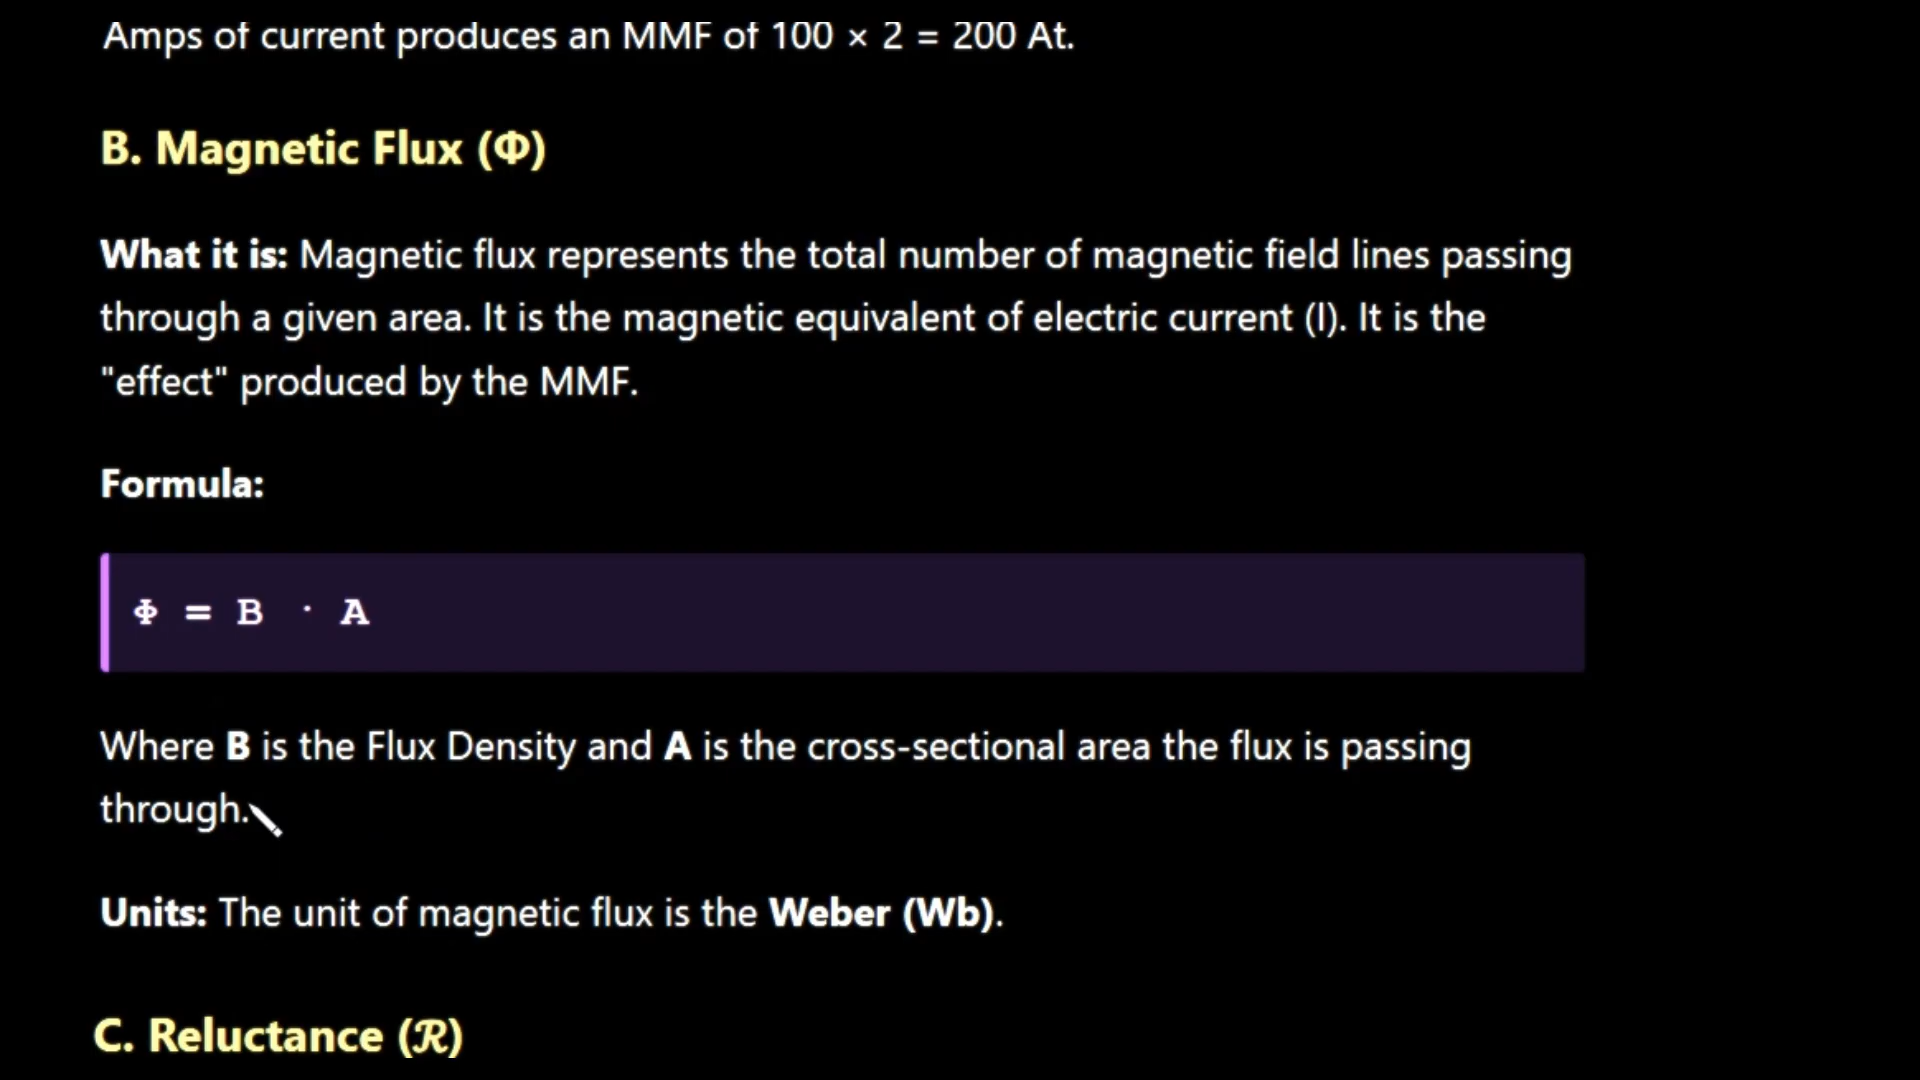 Amps of current produces an MMF of 100 × 2 = 200 At.
B. Magnetic Flux (Φ)
What it is: Magnetic flux represents the total number of magnetic field lines passing
through a given area. It is the magnetic equivalent of electric current (I). It is the
"effect" produced by the MMF.
Formula:
Φ = B · A
Where B is the Flux Density and A is the cross-sectional area the flux is passing
through.
Units: The unit of magnetic flux is the Weber (Wb).
C. Reluctance (ℛ)